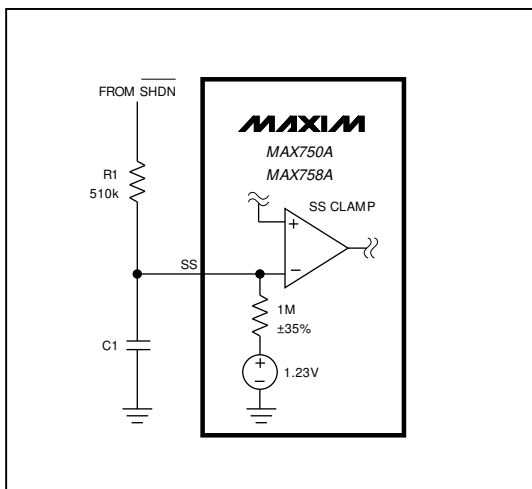 FROM SHDN
MAXIM
MAX750A
MAX758A
R1
510k
SS CLAMP
+
−
SS
1M
±35%
C1
+
−
1.23V